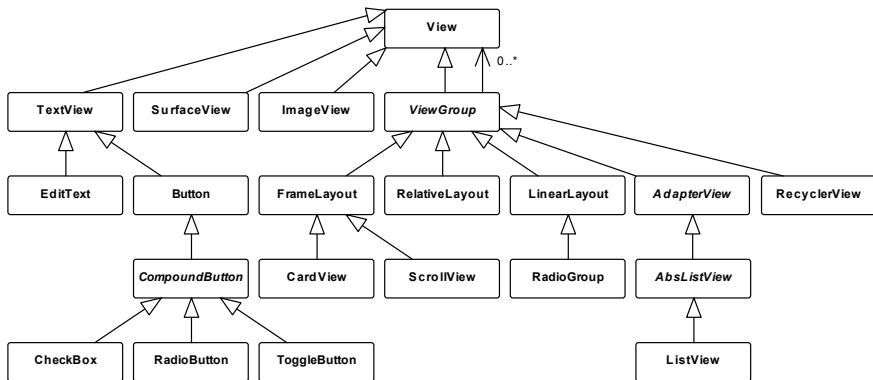 View
0..*
TextView
SurfaceView
ImageView
ViewGroup
EditText
Button
FrameLayout
RelativeLayout
LinearLayout
AdapterView
RecyclerView
CompoundButton
CardView
ScrollView
RadioGroup
AbsListView
CheckBox
RadioButton
ToggleButton
ListView